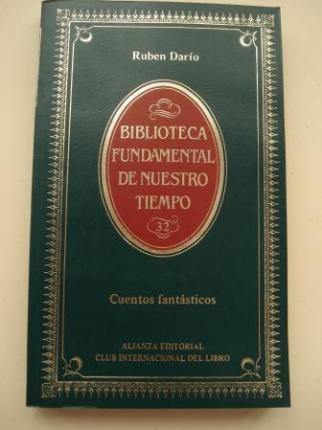 Ruben Darío
BIBLIOTECA
FUNDAMENTAL
DE NUESTRO
TIEMPO
32
Cuentos fantásticos
ALIANZA EDITORIAL
CLUB INTERNACIONAL DEL LIBRO